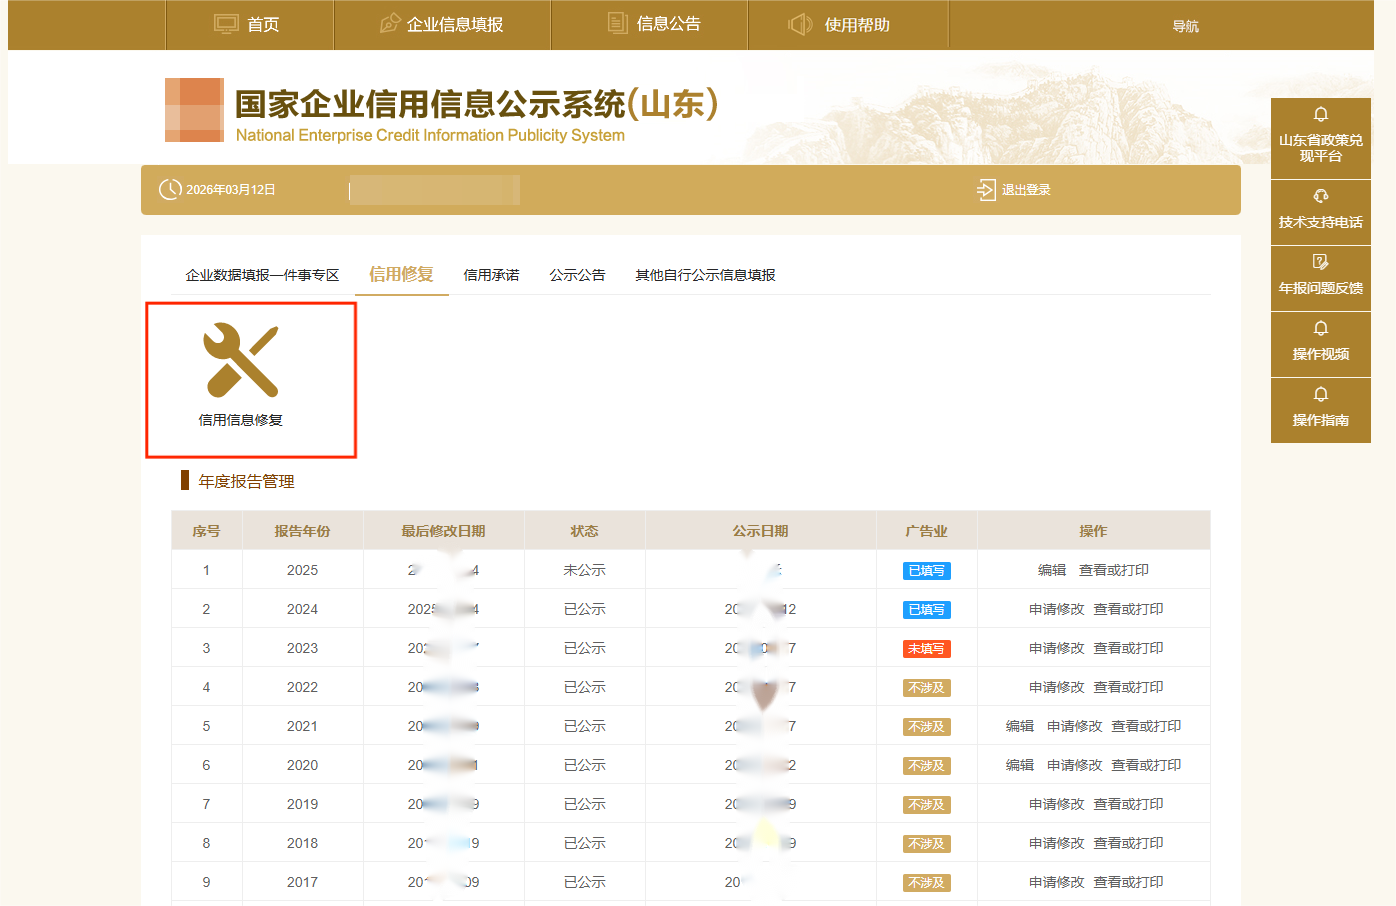 首页 企业信息填报 信息公告 使用帮助 导航
国家企业信用信息公示系统(山东)
National Enterprise Credit Information Publicity System
2026年03月12日 退出登录
山东省政策兑
现平台
技术支持电话
年报问题反馈
操作视频
操作指南
企业数据填报一件事专区 信用修复 信用承诺 公示公告 其他自行公示信息填报
信用信息修复
年度报告管理
序号 报告年份 最后修改日期 状态 公示日期 广告业 操作
1 2025 未公示 已填写 编辑 查看或打印
2 2024 已公示 已填写 申请修改 查看或打印
3 2023 已公示 未填写 申请修改 查看或打印
4 2022 已公示 不涉及 申请修改 查看或打印
5 2021 已公示 不涉及 编辑 申请修改 查看或打印
6 2020 已公示 不涉及 编辑 申请修改 查看或打印
7 2019 已公示 不涉及 申请修改 查看或打印
8 2018 已公示 不涉及 申请修改 查看或打印
9 2017 已公示 不涉及 申请修改 查看或打印